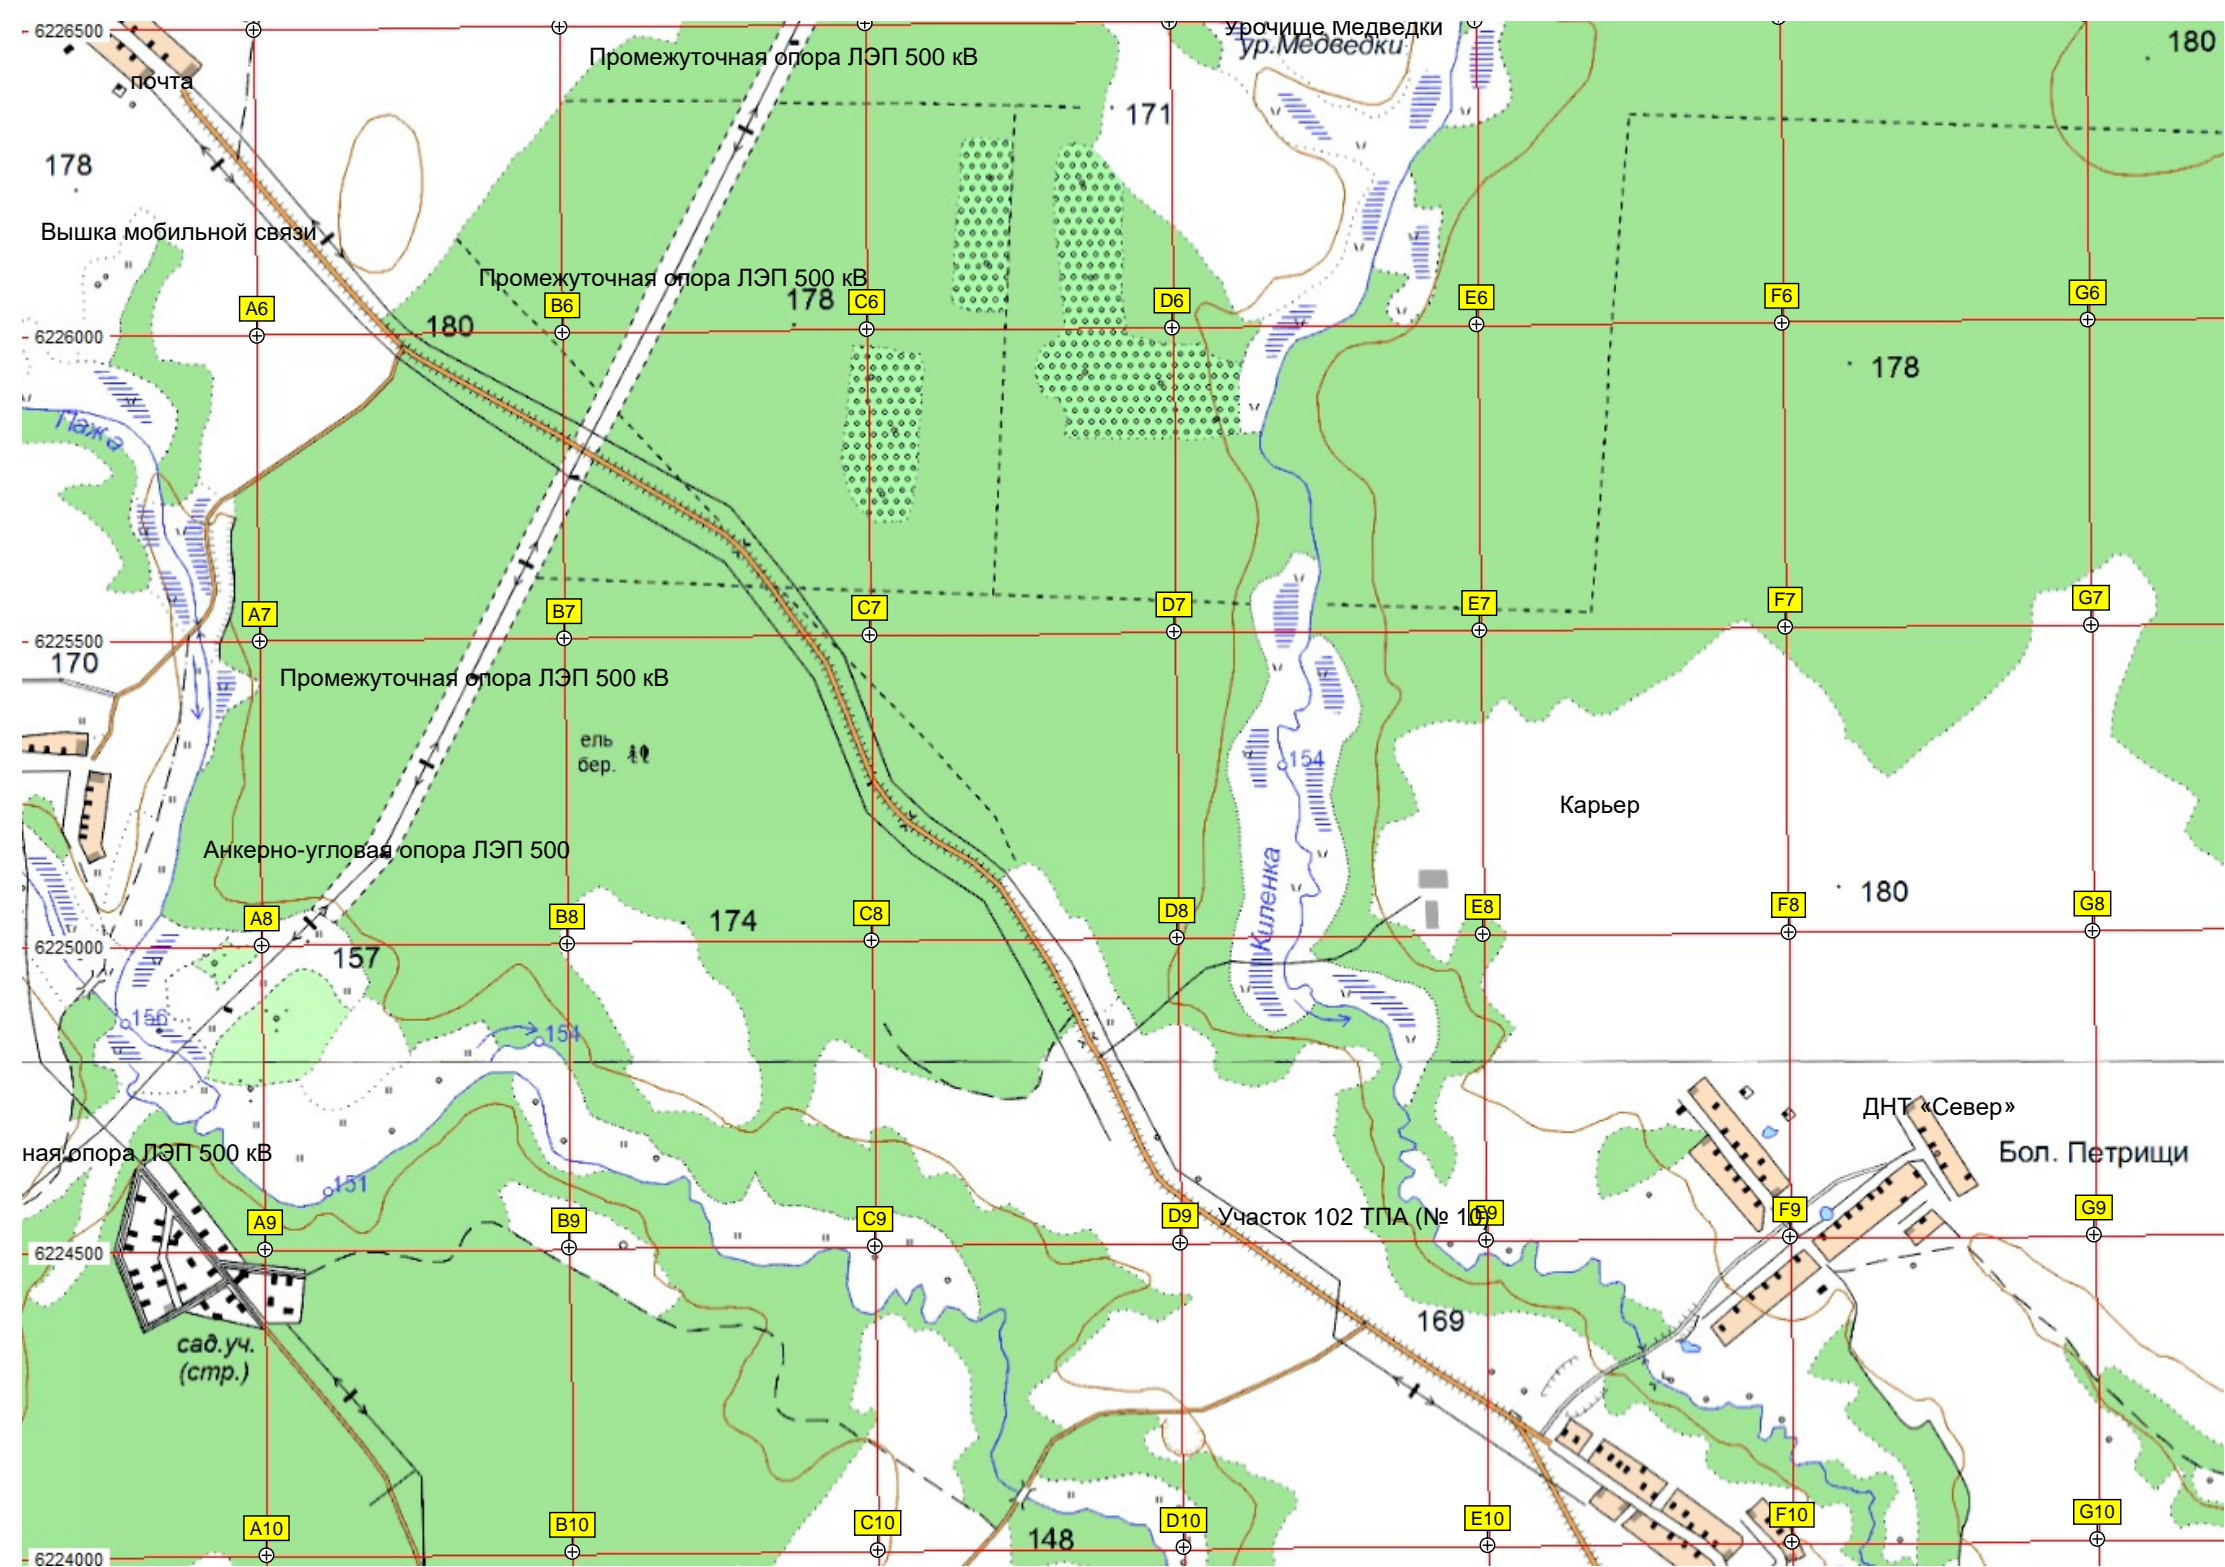 6226500
Урочище Медведки
ур.Медведки
180
Промежуточная опора ЛЭП 500 кВ
почта
171
178
Вышка мобильной связи
Промежуточная опора ЛЭП 500 кВ
178
A6
B6
C6
D6
E6
F6
G6
180
6226000
178
Пажа
A7
B7
C7
D7
E7
F7
G7
6225500
170
Промежуточная опора ЛЭП 500 кВ
ель
бер.
154
Карьер
Анкерно-угловая опора ЛЭП 500
Киленка
180
A8
B8
C8
D8
E8
F8
G8
174
6225000
157
156
154
ДНТ «Север»
Бол. Петрищи
ная опора ЛЭП 500 кВ
151
A9
B9
C9
D9
Участок 102 ТПА (№ 10)
E9
F9
G9
6224500
169
сад.уч.
(стр.)
A10
B10
C10
D10
E10
F10
G10
148
6224000